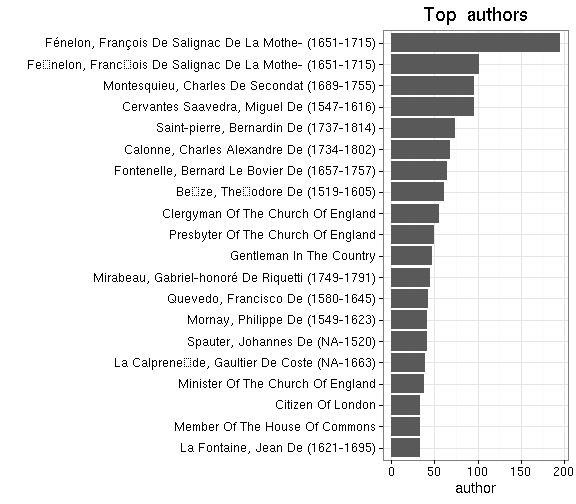 Top authors
Fénelon, François De Salignac De La Mothe- (1651-1715)
Fe�nelon, Franc�ois De Salignac De La Mothe- (1651-1715)
Montesquieu, Charles De Secondat (1689-1755)
Cervantes Saavedra, Miguel De (1547-1616)
Saint-pierre, Bernardin De (1737-1814)
Calonne, Charles Alexandre De (1734-1802)
Fontenelle, Bernard Le Bovier De (1657-1757)
Be�ze, The�odore De (1519-1605)
Clergyman Of The Church Of England
Presbyter Of The Church Of England
Gentleman In The Country
Mirabeau, Gabriel-honoré De Riquetti (1749-1791)
Quevedo, Francisco De (1580-1645)
Mornay, Philippe De (1549-1623)
Spauter, Johannes De (NA-1520)
La Calprene�de, Gaultier De Coste (NA-1663)
Minister Of The Church Of England
Citizen Of London
Member Of The House Of Commons
La Fontaine, Jean De (1621-1695)
0 50 100 150 200
author